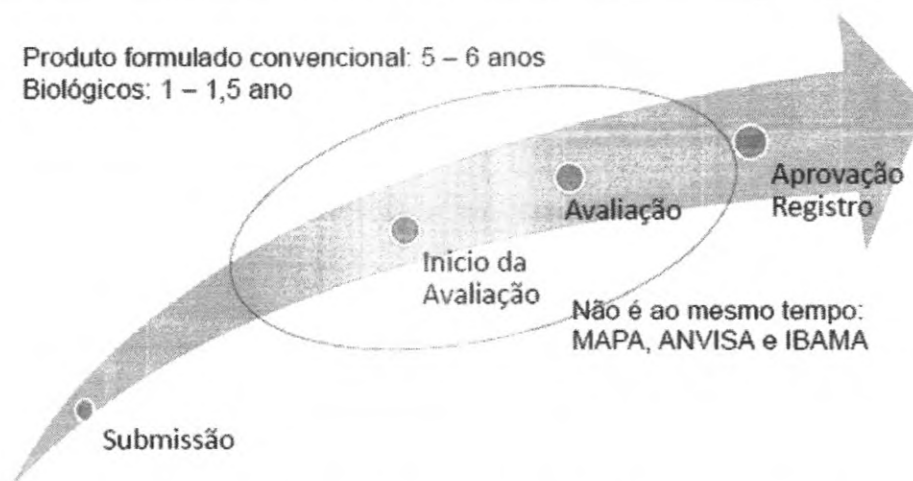 Produto formulado convencional: 5 – 6 anos
Biológicos: 1 – 1,5 ano
Aprovação
Registro
Avaliação
Inicio da
Avaliação
Não é ao mesmo tempo:
MAPA, ANVISA e IBAMA
Submissão